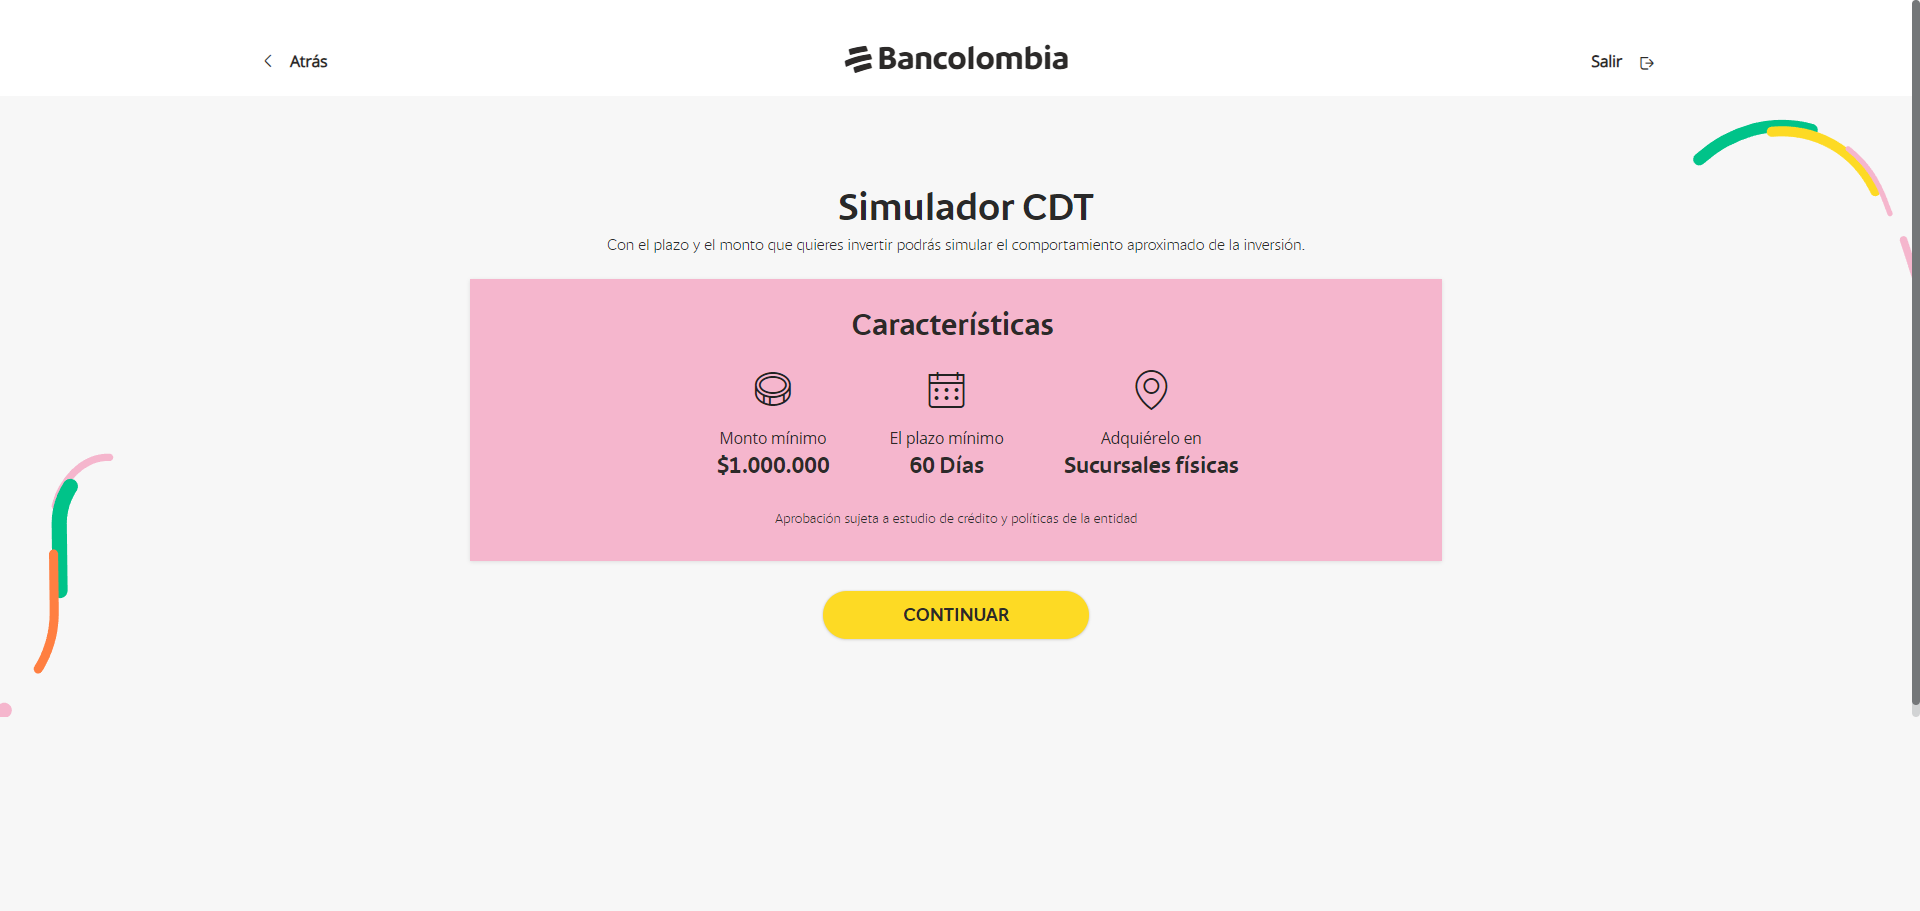 Atrás
Bancolombia
Salir
Simulador CDT
Con el plazo y el monto que quieres invertir podrás simular el comportamiento aproximado de la inversión.
Características
Monto mínimo
$1.000.000
El plazo mínimo
60 Días
Adquiérelo en
Sucursales físicas
Aprobación sujeta a estudio de crédito y políticas de la entidad
CONTINUAR